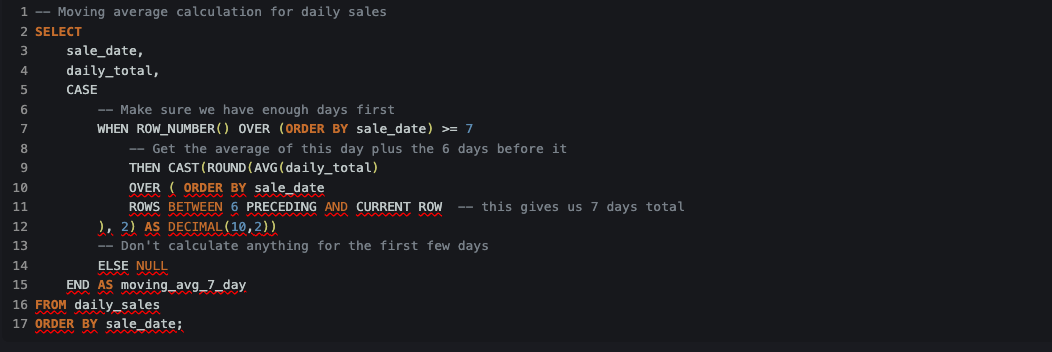 1 -- Moving average calculation for daily sales
2 SELECT
3     sale_date,
4     daily_total,
5     CASE
6         -- Make sure we have enough days first
7         WHEN ROW_NUMBER() OVER (ORDER BY sale_date) >= 7
8             -- Get the average of this day plus the 6 days before it
9             THEN CAST(ROUND(AVG(daily_total)
10             OVER ( ORDER BY sale_date
11             ROWS BETWEEN 6 PRECEDING AND CURRENT ROW  -- this gives us 7 days total
12         ), 2) AS DECIMAL(10,2))
13         -- Don't calculate anything for the first few days
14         ELSE NULL
15     END AS moving_avg_7_day
16 FROM daily_sales
17 ORDER BY sale_date;